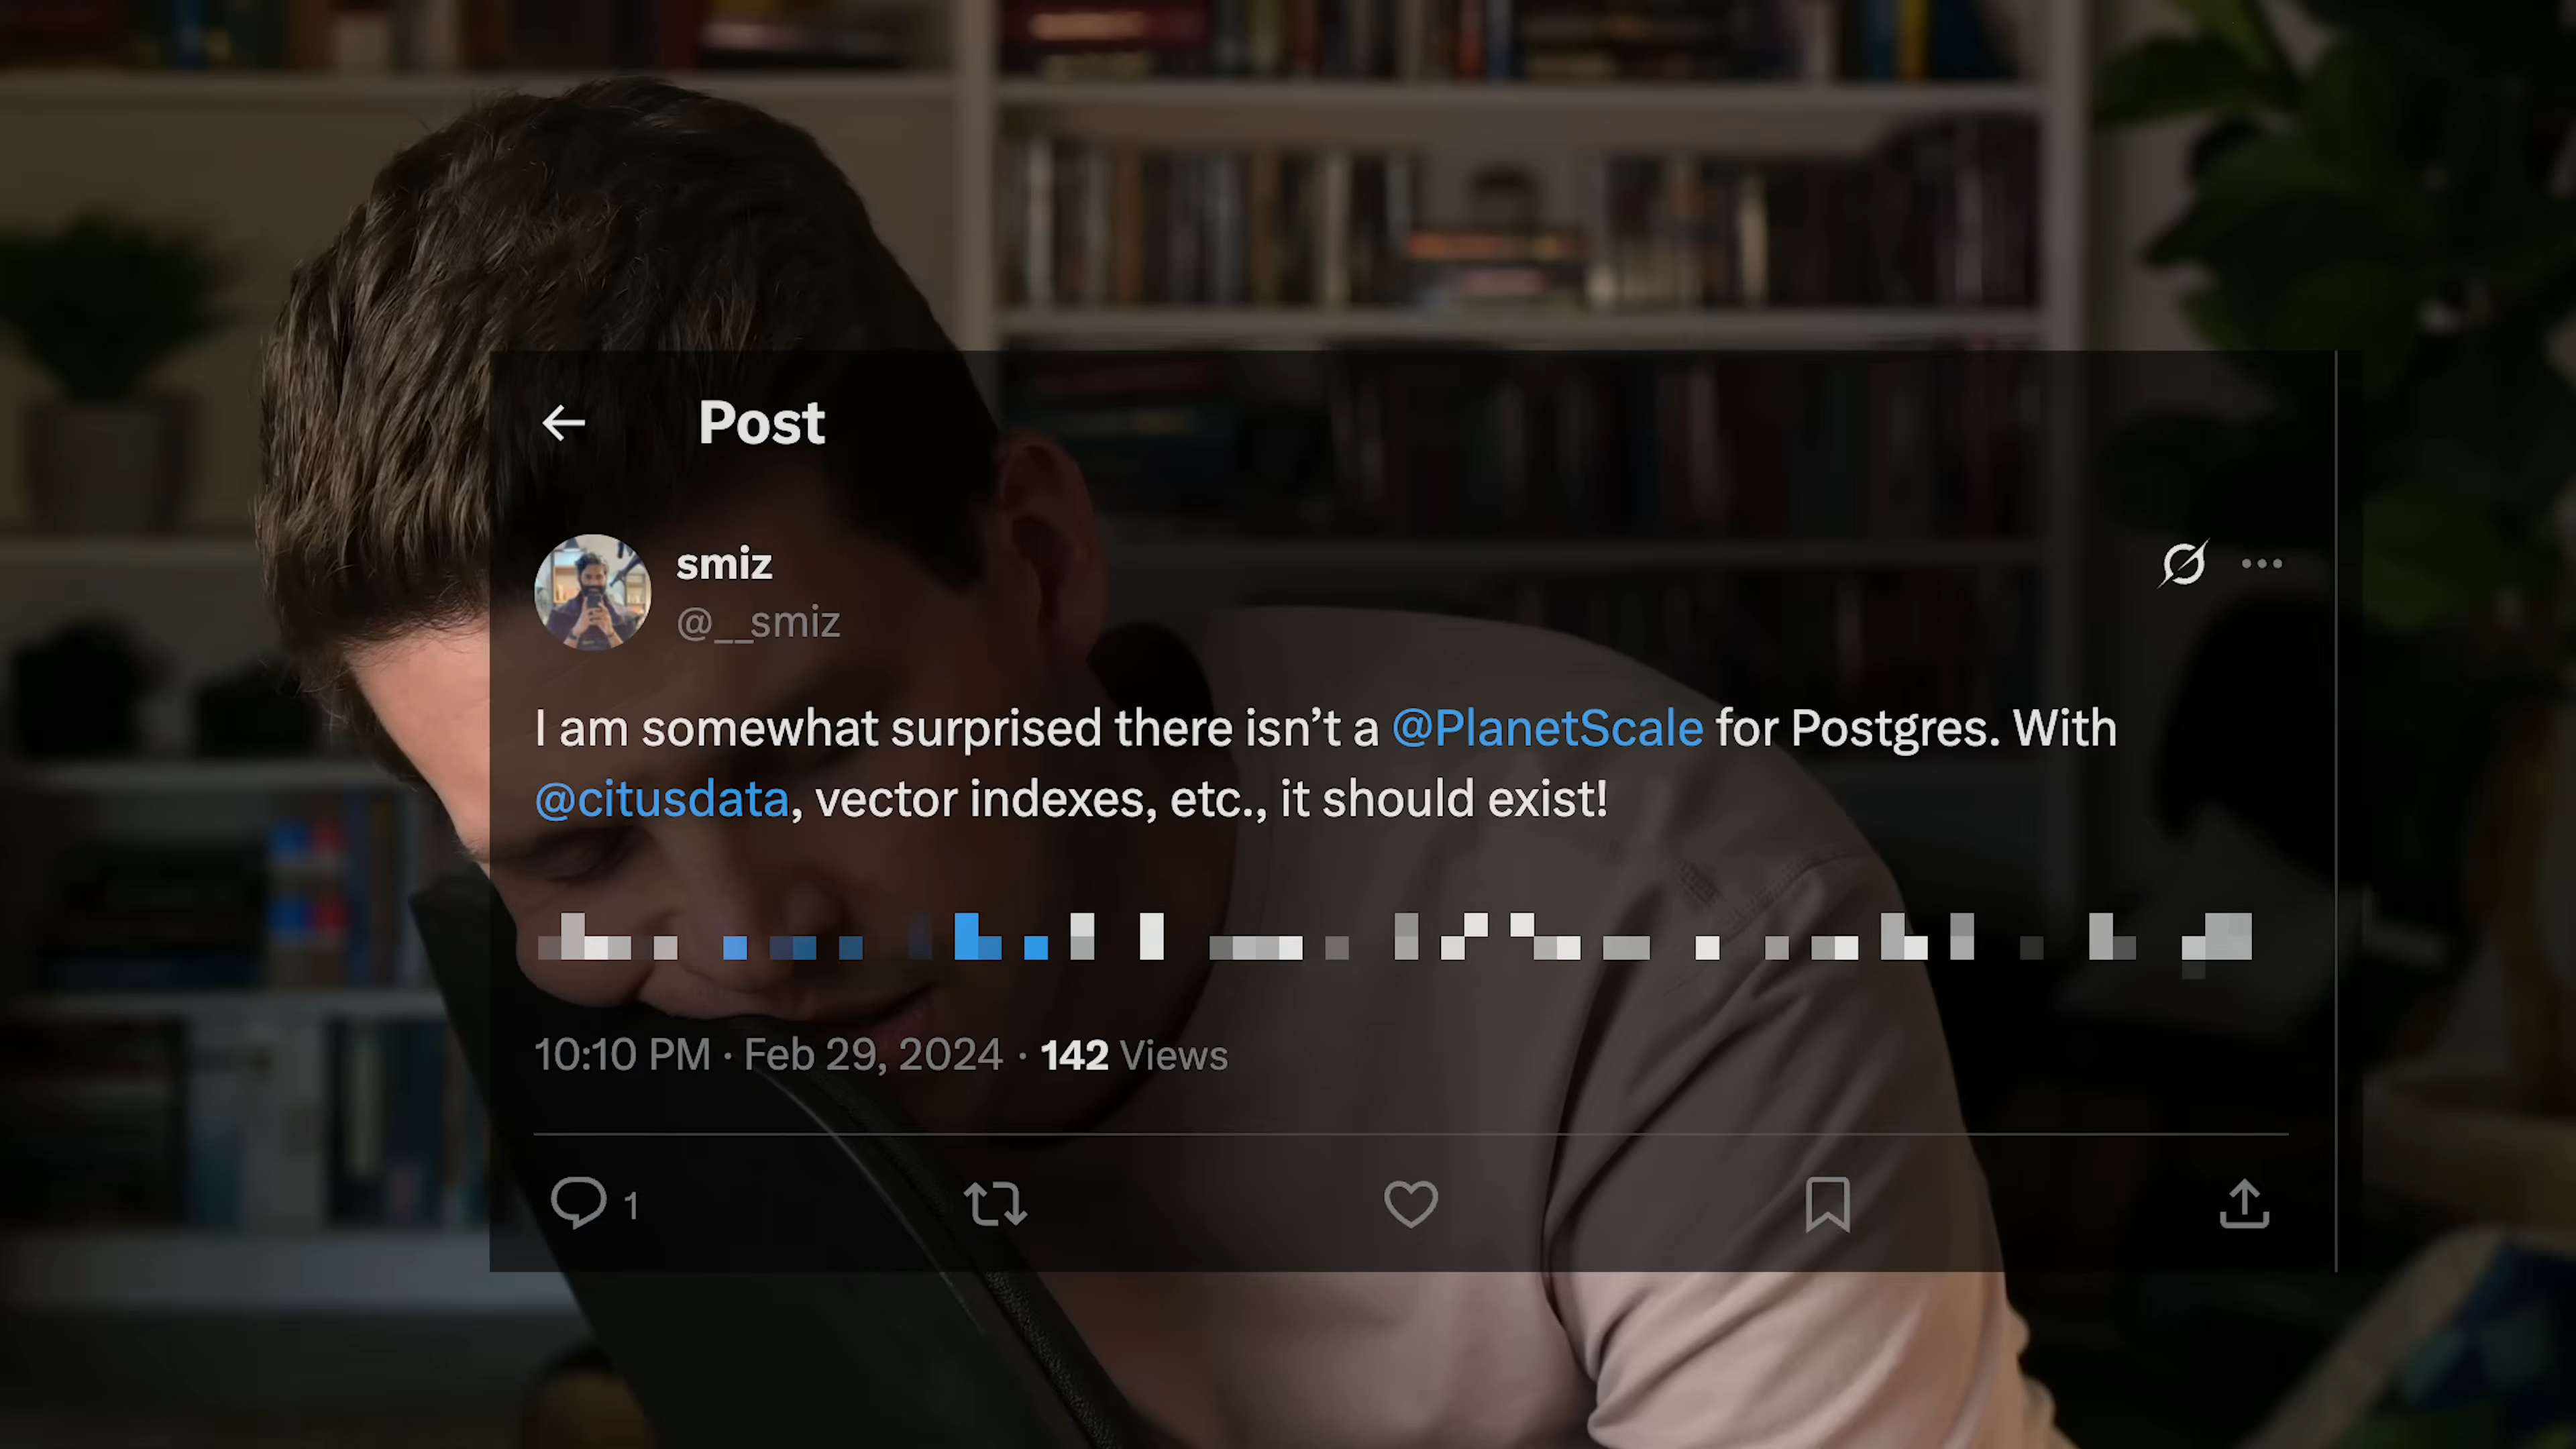 Post
smiz
@__smiz
I am somewhat surprised there isn’t a @PlanetScale for Postgres. With
@citusdata, vector indexes, etc., it should exist!
10:10 PM · Feb 29, 2024 · 142 Views
1